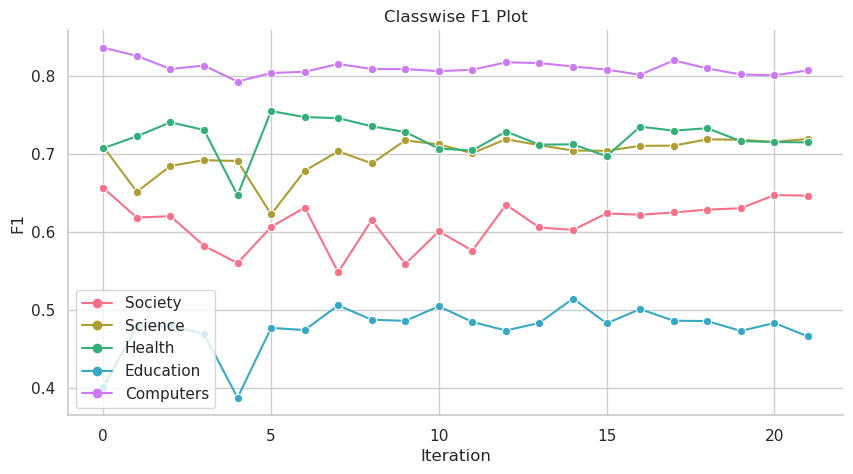 Classwise F1 Plot
F1
0.8
0.7
0.6
0.5
0.4
Society
Science
Health
Education
Computers
0
5
10
15
20
Iteration